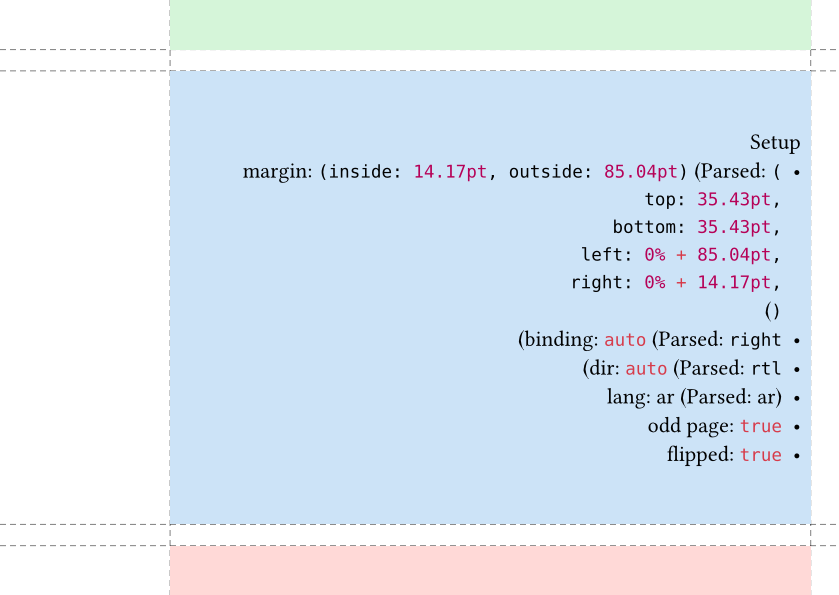 Setup
margin: (inside: 14.17pt, outside: 85.04pt) (Parsed: ( •
top: 35.43pt,
bottom: 35.43pt,
left: 0% + 85.04pt,
right: 0% + 14.17pt,
()
(binding: auto (Parsed: right •
(dir: auto (Parsed: rtl •
lang: ar (Parsed: ar) •
odd page: true •
flipped: true •